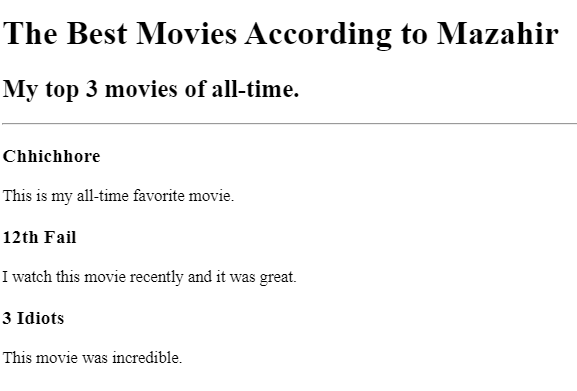 The Best Movies According to Mazahir
My top 3 movies of all-time.
Chhichhore
This is my all-time favorite movie.
12th Fail
I watch this movie recently and it was great.
3 Idiots
This movie was incredible.